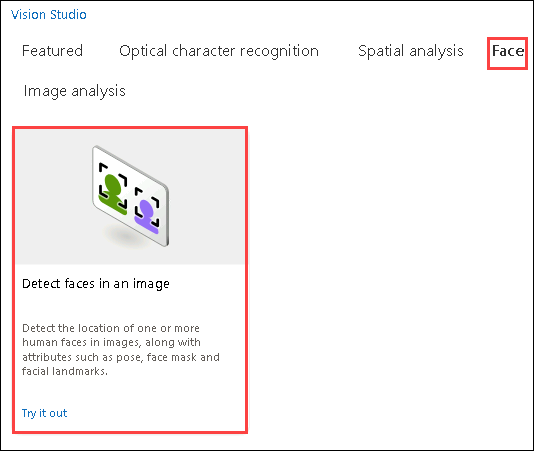 Vision Studio
Featured Optical character recognition Spatial analysis Face
Image analysis
Detect faces in an image
Detect the location of one or more
human faces in images, along with
attributes such as pose, face mask and
facial landmarks.
Try it out